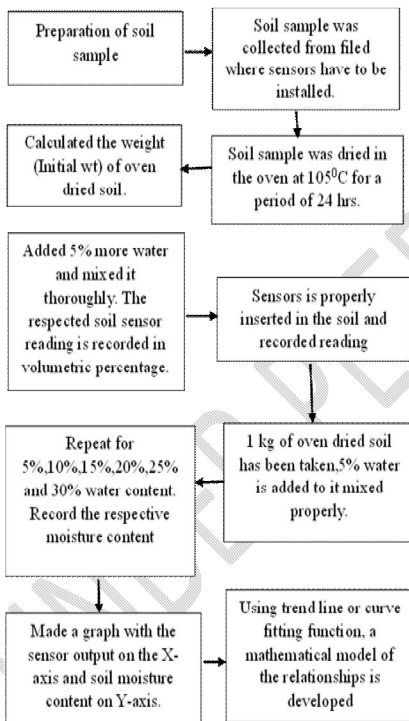 Preparation of soil
sample
Soil sample was
collected from filed
where sensors have to be
installed.
Calculated the weight
(Initial wt) of oven
dried soil.
Soil sample was dried in
the oven at 105⁰C for a
period of 24 hrs.
Added 5% more water
and mixed it
thoroughly. The
respected soil sensor
reading is recorded in
volumetric percentage.
Sensors is properly
inserted in the soil and
recorded reading
Repeat for
5%,10%,15%,20%,25%
and 30% water content.
Record the respective
moisture content
1 kg of oven dried soil
has been taken,5% water
is added to it mixed
properly.
Made a graph with the
sensor output on the X-
axis and soil moisture
content on Y-axis.
Using trend line or curve
fitting function, a
mathematical model of
the relationships is
developed